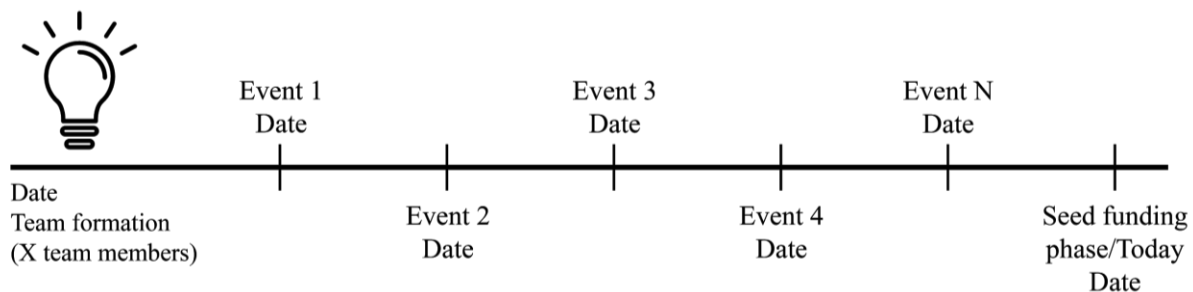 Date
Team formation
(X team members)
Event 1
Date
Event 2
Date
Event 3
Date
Event 4
Date
Event N
Date
Seed funding
phase/Today
Date